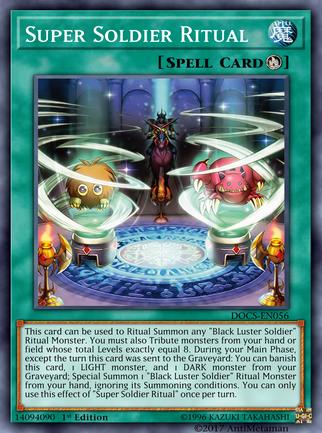 Super Soldier Ritual
[Spell Card]
DOCS-EN056
This card can be used to Ritual Summon any "Black Luster Soldier"
Ritual Monster. You must also Tribute monsters from your hand or
field whose total Levels exactly equal 8. During your Main Phase,
except the turn this card was sent to the Graveyard: You can banish
this card, 1 LIGHT monster, and 1 DARK monster from your
Graveyard; Special Summon 1 "Black Luster Soldier" Ritual Monster
from your hand, ignoring its Summoning conditions. You can only
use this effect of "Super Soldier Ritual" once per turn.
14094090 1st Edition ©1996 KAZUKI TAKAHASHI
©2017 AntiMetaman